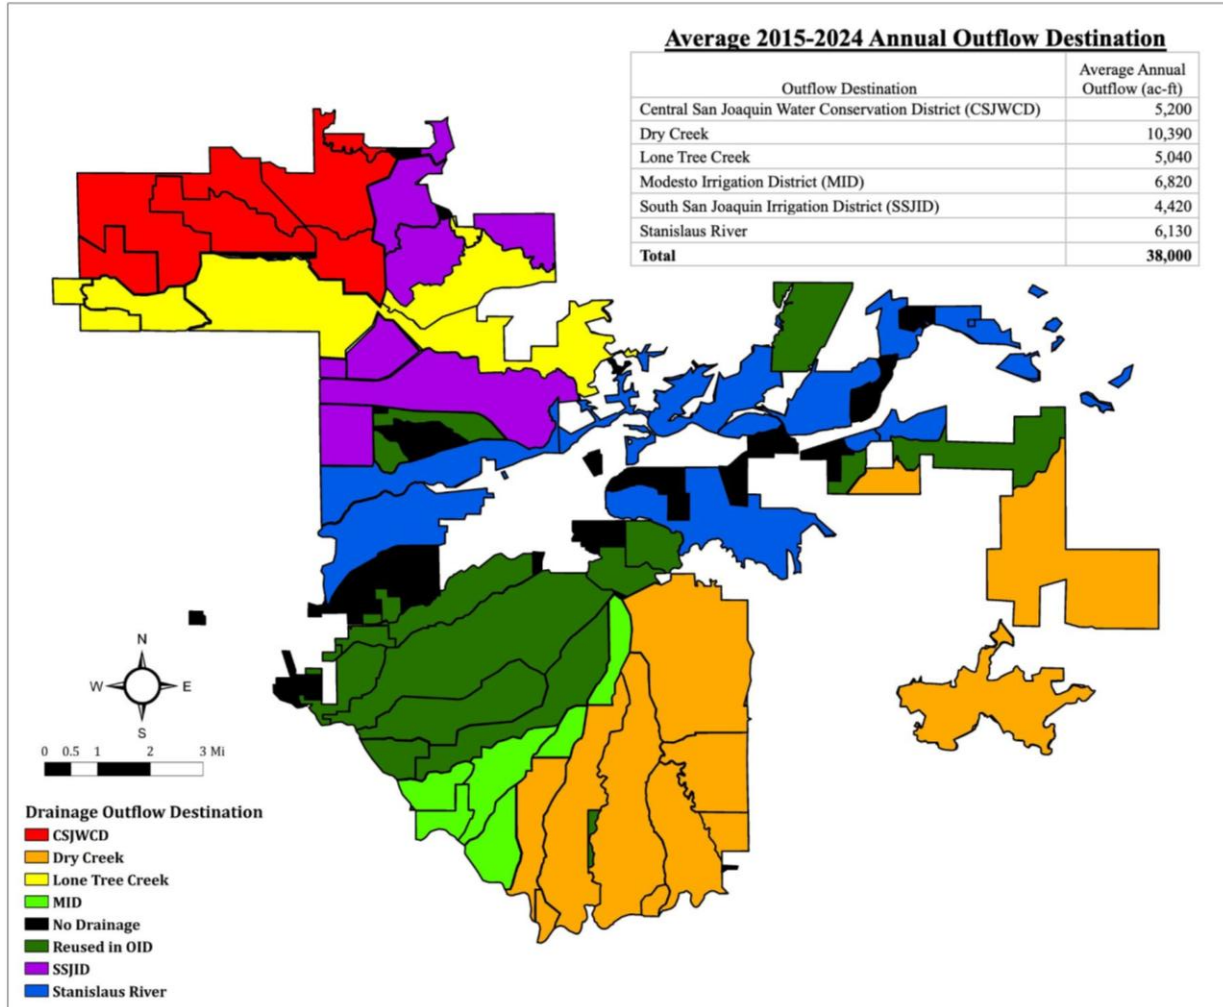 Average 2015-2024 Annual Outflow Destination
Outflow Destination Average Annual Outflow (ac-ft)
Central San Joaquin Water Conservation District (CSJWCD) 5,200
Dry Creek 10,390
Lone Tree Creek 5,040
Modesto Irrigation District (MID) 6,820
South San Joaquin Irrigation District (SSJID) 4,420
Stanislaus River 6,130
Total 38,000
N
W E
S
0 0.5 1 2 3 Mi
Drainage Outflow Destination
CSJWCD
Dry Creek
Lone Tree Creek
MID
No Drainage
Reused in OID
SSJID
Stanislaus River